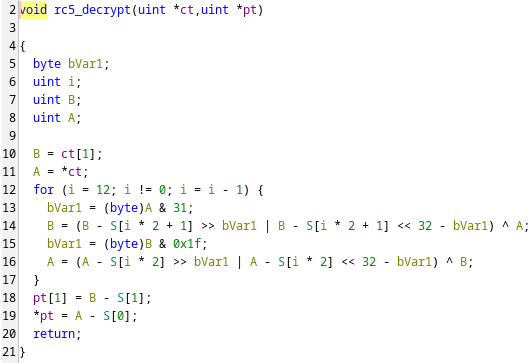 2 void rc5_decrypt(uint *ct,uint *pt)
3
4 {
5   byte bVar1;
6   uint i;
7   uint B;
8   uint A;
9
10   B = ct[1];
11   A = *ct;
12   for (i = 12; i != 0; i = i - 1) {
13     bVar1 = (byte)A & 31;
14     B = (B - S[i * 2 + 1] >> bVar1 | B - S[i * 2 + 1] << 32 - bVar1) ^ A;
15     bVar1 = (byte)B & 0x1f;
16     A = (A - S[i * 2] >> bVar1 | A - S[i * 2] << 32 - bVar1) ^ B;
17   }
18   pt[1] = B - S[1];
19   *pt = A - S[0];
20   return;
21 }